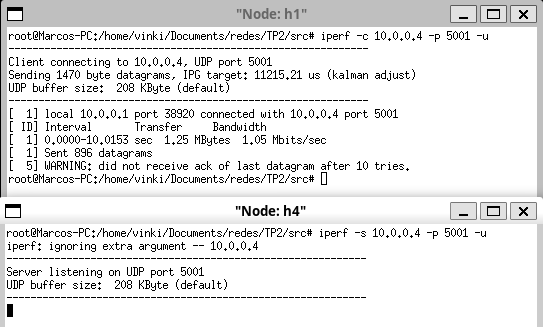 "Node: h1"
root@Marcos-PC:/home/vinki/Documents/redes/TP2/src# iperf -c 10.0.0.4 -p 5001 -u
------------------------------------------------------------
Client connecting to 10.0.0.4, UDP port 5001
Sending 1470 byte datagrams, IPG target: 11215.21 us (kalman adjust)
UDP buffer size:  208 KByte (default)
------------------------------------------------------------
[  1] local 10.0.0.1 port 38920 connected with 10.0.0.4 port 5001
[ ID] Interval       Transfer     Bandwidth
[  1] 0.0000-10.0153 sec  1.25 MBytes  1.05 Mbits/sec
[  1] Sent 896 datagrams
[  5] WARNING: did not receive ack of last datagram after 10 tries.
root@Marcos-PC:/home/vinki/Documents/redes/TP2/src#
"Node: h4"
root@Marcos-PC:/home/vinki/Documents/redes/TP2/src# iperf -s 10.0.0.4 -p 5001 -u
iperf: ignoring extra argument -- 10.0.0.4
------------------------------------------------------------
Server listening on UDP port 5001
UDP buffer size:  208 KByte (default)
------------------------------------------------------------